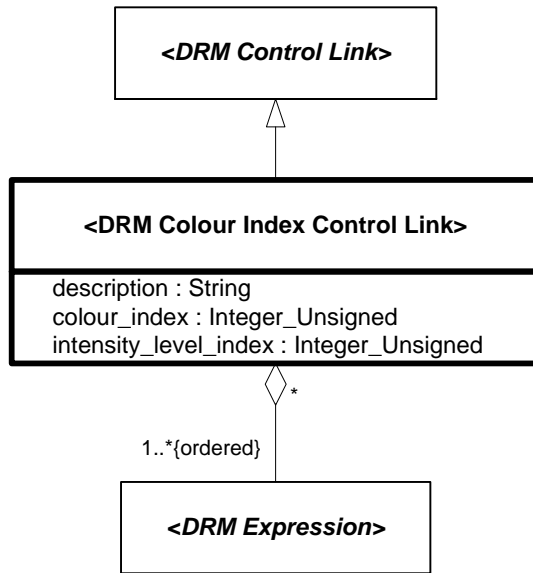 <DRM Control Link>
<DRM Colour Index Control Link>
description : String
colour_index : Integer_Unsigned
intensity_level_index : Integer_Unsigned
*
1..*{ordered}
<DRM Expression>